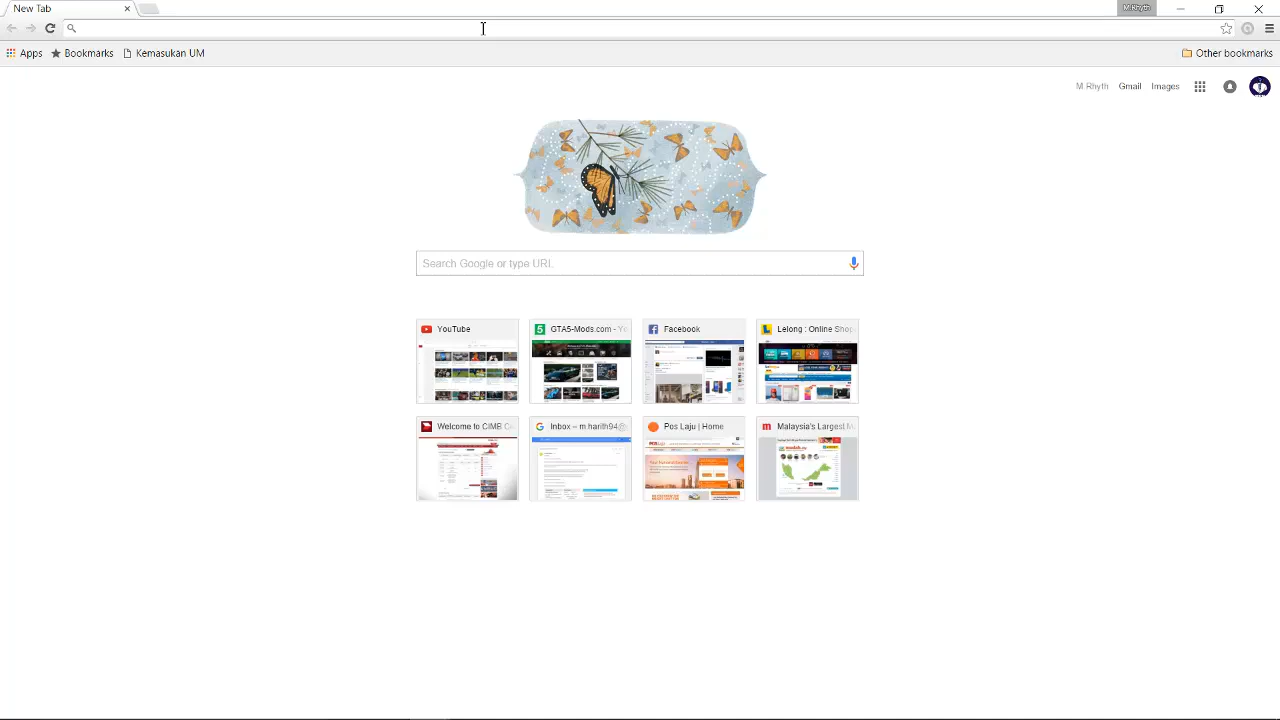 New Tab
M.Rhyth
Apps
Bookmarks
Kemasukan UM
Other bookmarks
M.Rhyth
Gmail
Images
Search Google or type URL
YouTube
GTA5-Mods.com - Yo
Facebook
Lelong : Online Shop
Welcome to CIMB
Inbox – m.harith94@
Pos Laju | Home
Malaysia's Largest M